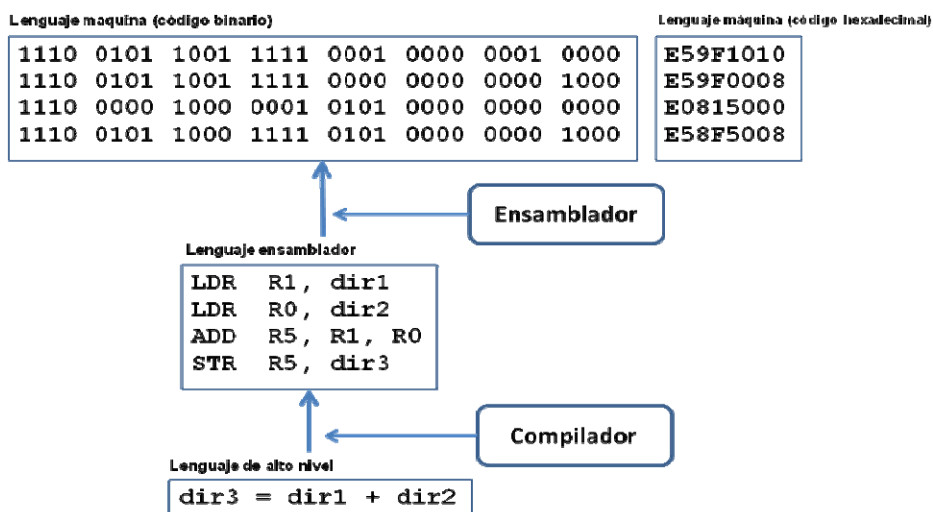 Lenguaje maquina (código binario)
Lenguaje máquina (código hexadecimal)
1110 0101 1001 1111 0001 0000 0001 0000
E59F1010
1110 0101 1001 1111 0000 0000 0000 1000
E59F0008
1110 0000 1000 0001 0101 0000 0000 0000
E0815000
1110 0101 1000 1111 0101 0000 0000 1000
E58F5008
Ensamblador
Lenguaje ensamblador
LDR R1, dir1
LDR R0, dir2
ADD R5, R1, R0
STR R5, dir3
Compilador
Lenguaje de alto nivel
dir3 = dir1 + dir2